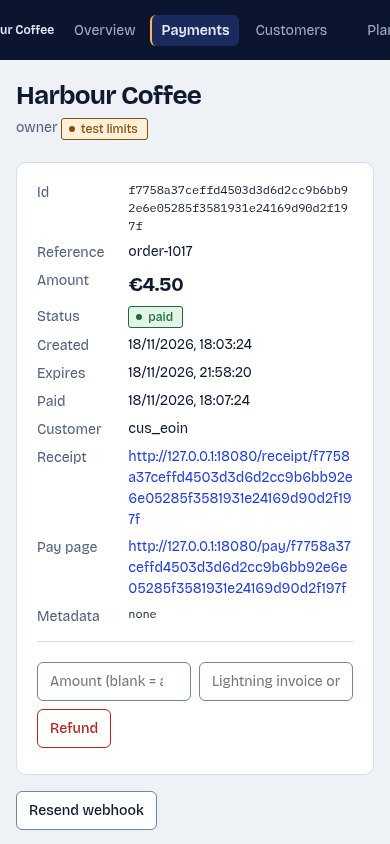 ur Coffee Overview Payments Customers Plan
Harbour Coffee
owner test limits
Id f7758a37ceffd4503d3d6d2cc9b6bb9
2e6e05285f3581931e24169d90d2f19
7f
Reference order-1017
Amount €4.50
Status paid
Created 18/11/2026, 18:03:24
Expires 18/11/2026, 21:58:20
Paid 18/11/2026, 18:07:24
Customer cus_eoin
Receipt http://127.0.0.1:18080/receipt/f7758
a37ceffd4503d3d6d2cc9b6bb92e
6e05285f3581931e24169d90d2f19
7f
Pay page http://127.0.0.1:18080/pay/f7758a37
ceffd4503d3d6d2cc9b6bb92e6e
05285f3581931e24169d90d2f197f
Metadata none
Amount (blank = Lightning invoice or
Refund
Resend webhook